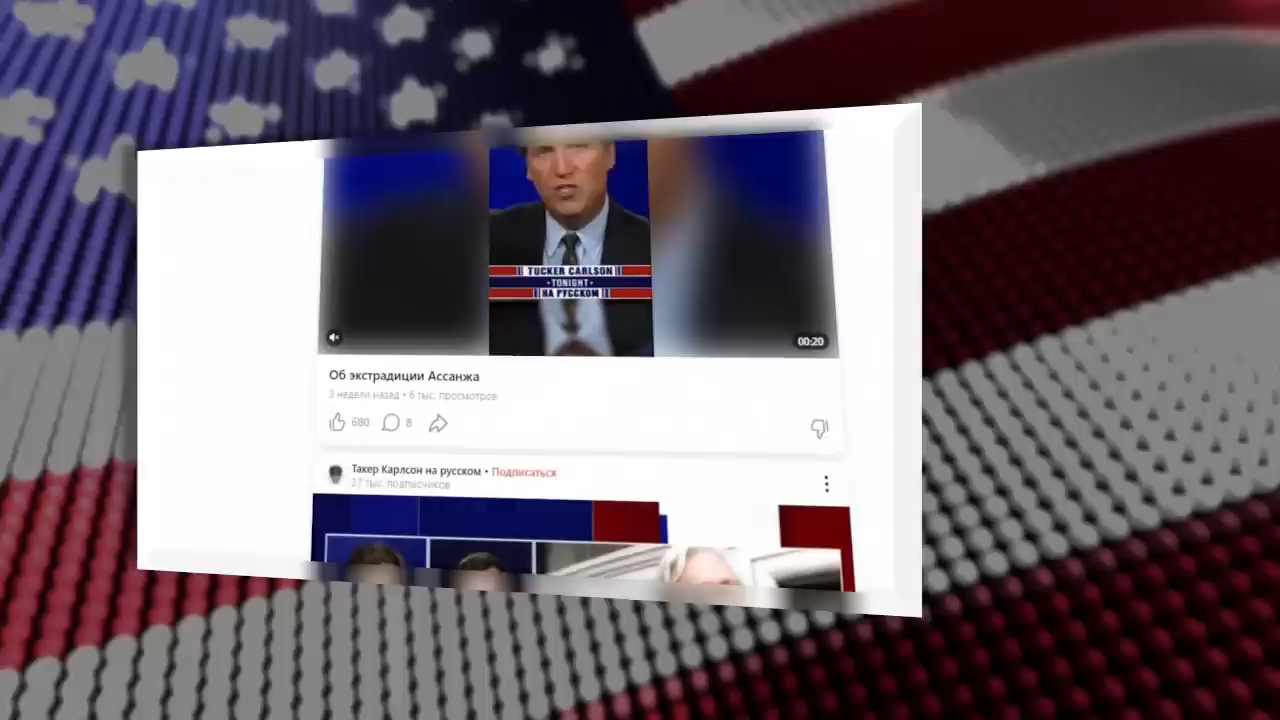 TUCKER CARLSON
TONIGHT
НА РУССКОМ
00:20
Об экстрадиции Ассанжа
3 недели назад • 6 тыс. просмотров
680
8
Такер Карлсон на русском • Подписаться
37 тыс. подписчиков